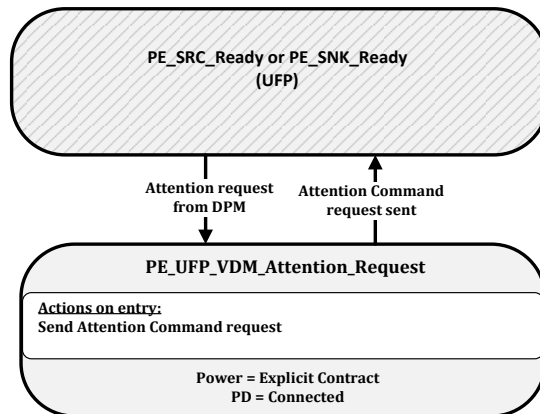 PE_SRC_Ready or PE_SNK_Ready
(UFP)
Attention request
from DPM
Attention Command
request sent
PE_UFP_VDM_Attention_Request
Actions on entry:
Send Attention Command request
Power = Explicit Contract
PD = Connected